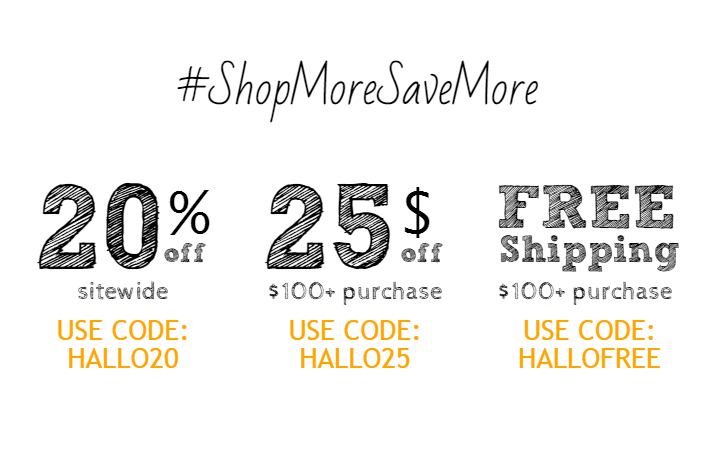 #ShopMoreSaveMore
20% off
sitewide
USE CODE:
HALLO20
25$ off
$100+ purchase
USE CODE:
HALLO25
FREE
Shipping
$100+ purchase
USE CODE:
HALLOFREE